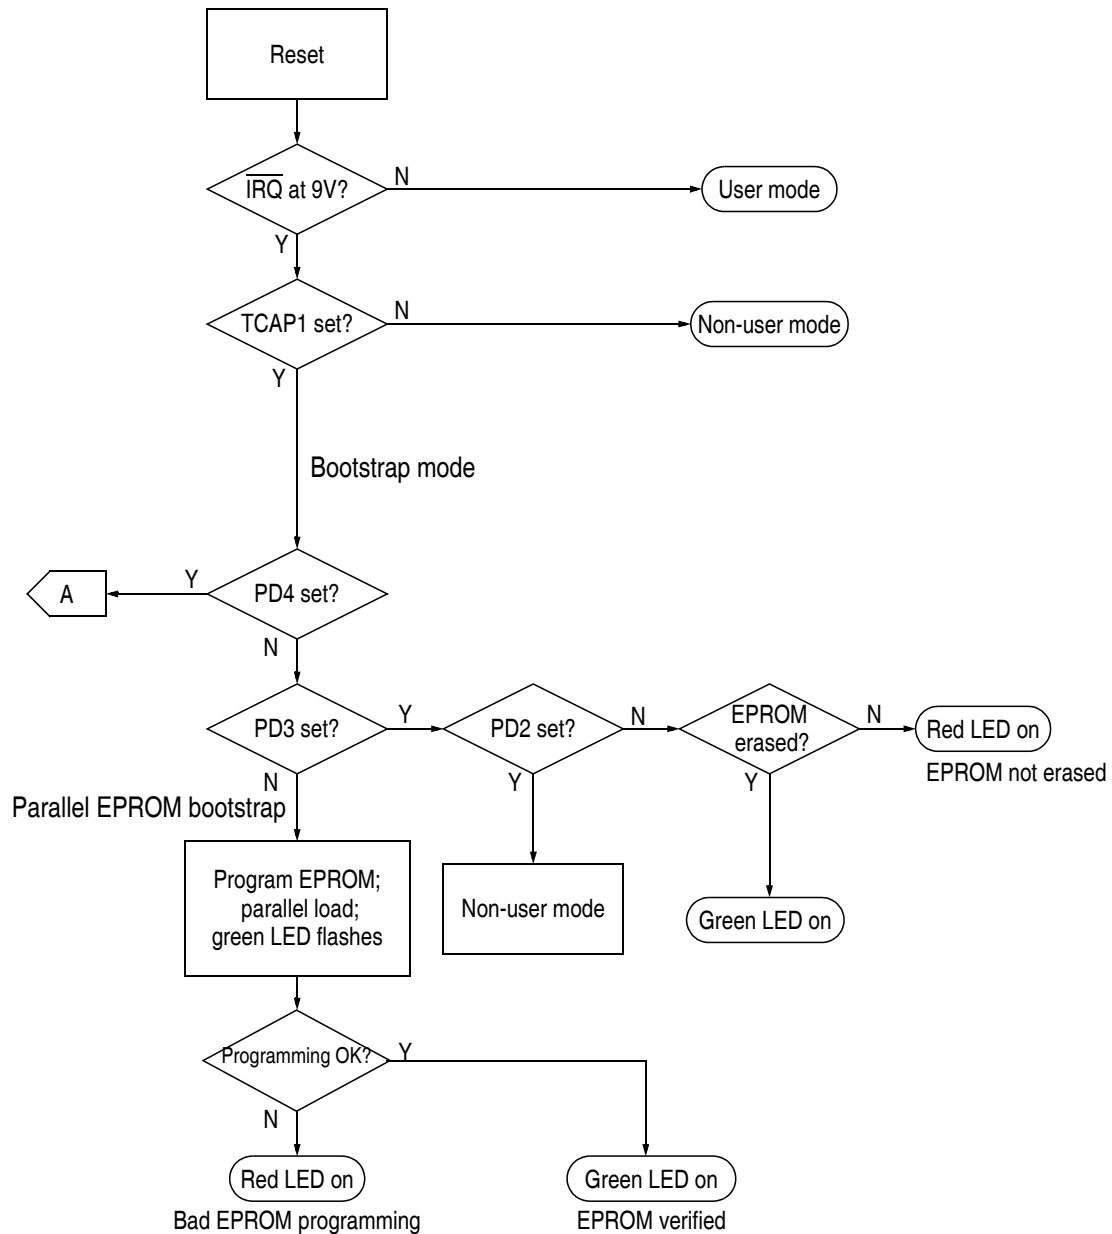 Reset
IRQ at 9V?
N
User mode
Y
TCAP1 set?
N
Non-user mode
Y
Bootstrap mode
A
Y
PD4 set?
N
PD3 set?
Y
PD2 set?
N
EPROM
erased?
N
Red LED on
EPROM not erased
N
Y
Y
Parallel EPROM bootstrap
Program EPROM;
parallel load;
green LED flashes
Non-user mode
Green LED on
Programming OK?
Y
N
Red LED on
Bad EPROM programming
Green LED on
EPROM verified